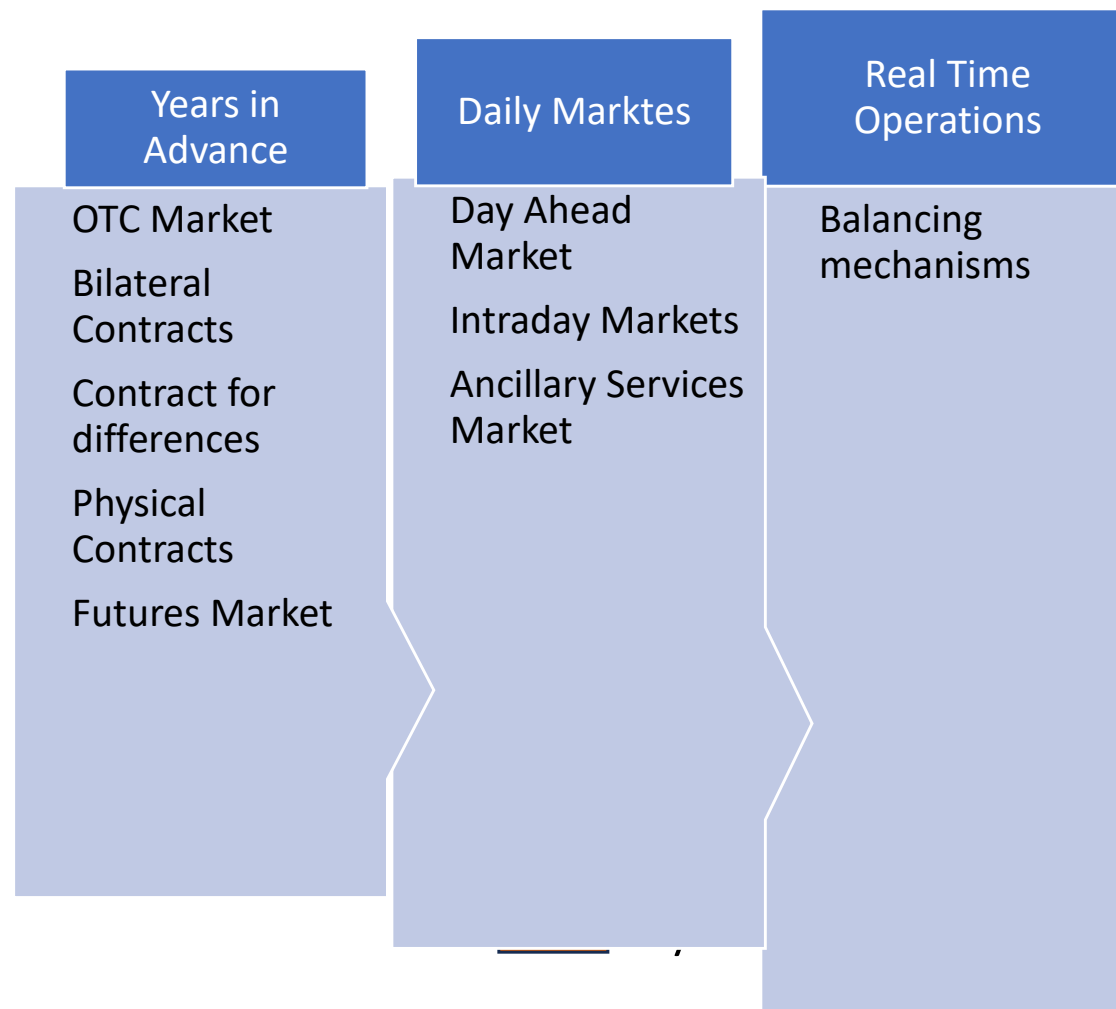 Years in
Advance
OTC Market
Bilateral
Contracts
Contract for
differences
Physical
Contracts
Futures Market
Daily Marktes
Day Ahead
Market
Intraday Markets
Ancillary Services
Market
Real Time
Operations
Balancing
mechanisms